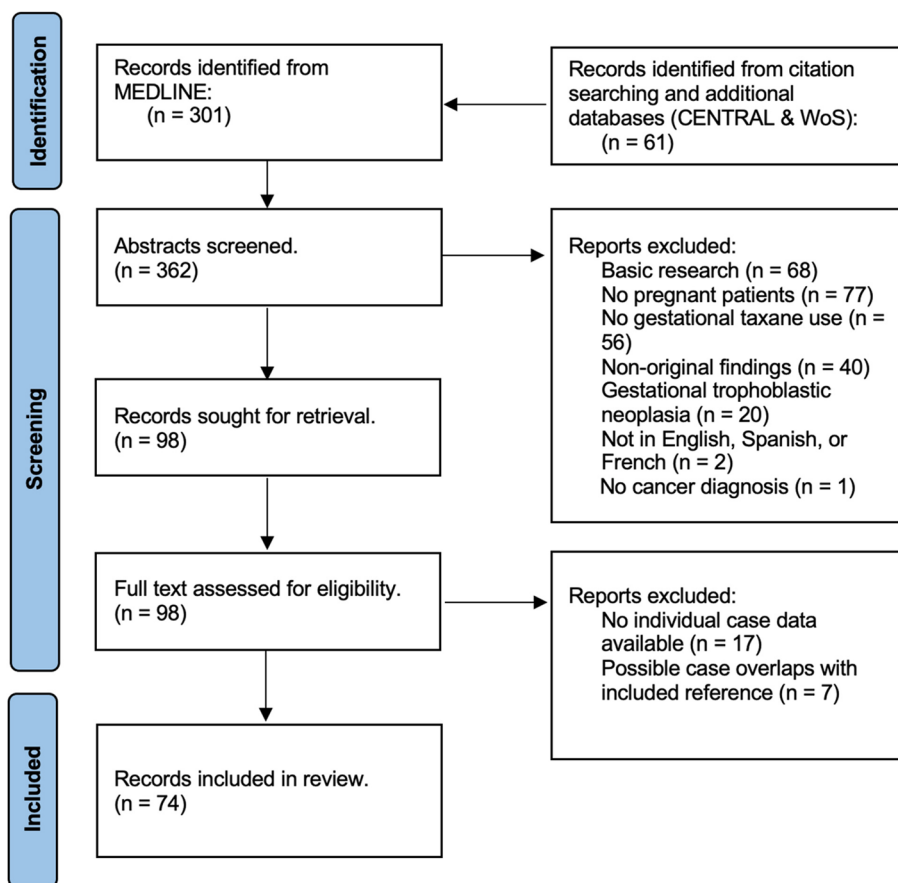 Identification
Records identified from
MEDLINE:
(n = 301)
Records identified from citation
searching and additional
databases (CENTRAL & WoS):
(n = 61)
Screening
Abstracts screened.
(n = 362)
Reports excluded:
Basic research (n = 68)
No pregnant patients (n = 77)
No gestational taxane use (n =
56)
Non-original findings (n = 40)
Gestational trophoblastic
neoplasia (n = 20)
Not in English, Spanish, or
French (n = 2)
No cancer diagnosis (n = 1)
Records sought for retrieval.
(n = 98)
Full text assessed for eligibility.
(n = 98)
Reports excluded:
No individual case data
available (n = 17)
Possible case overlaps with
included reference (n = 7)
Included
Records included in review.
(n = 74)